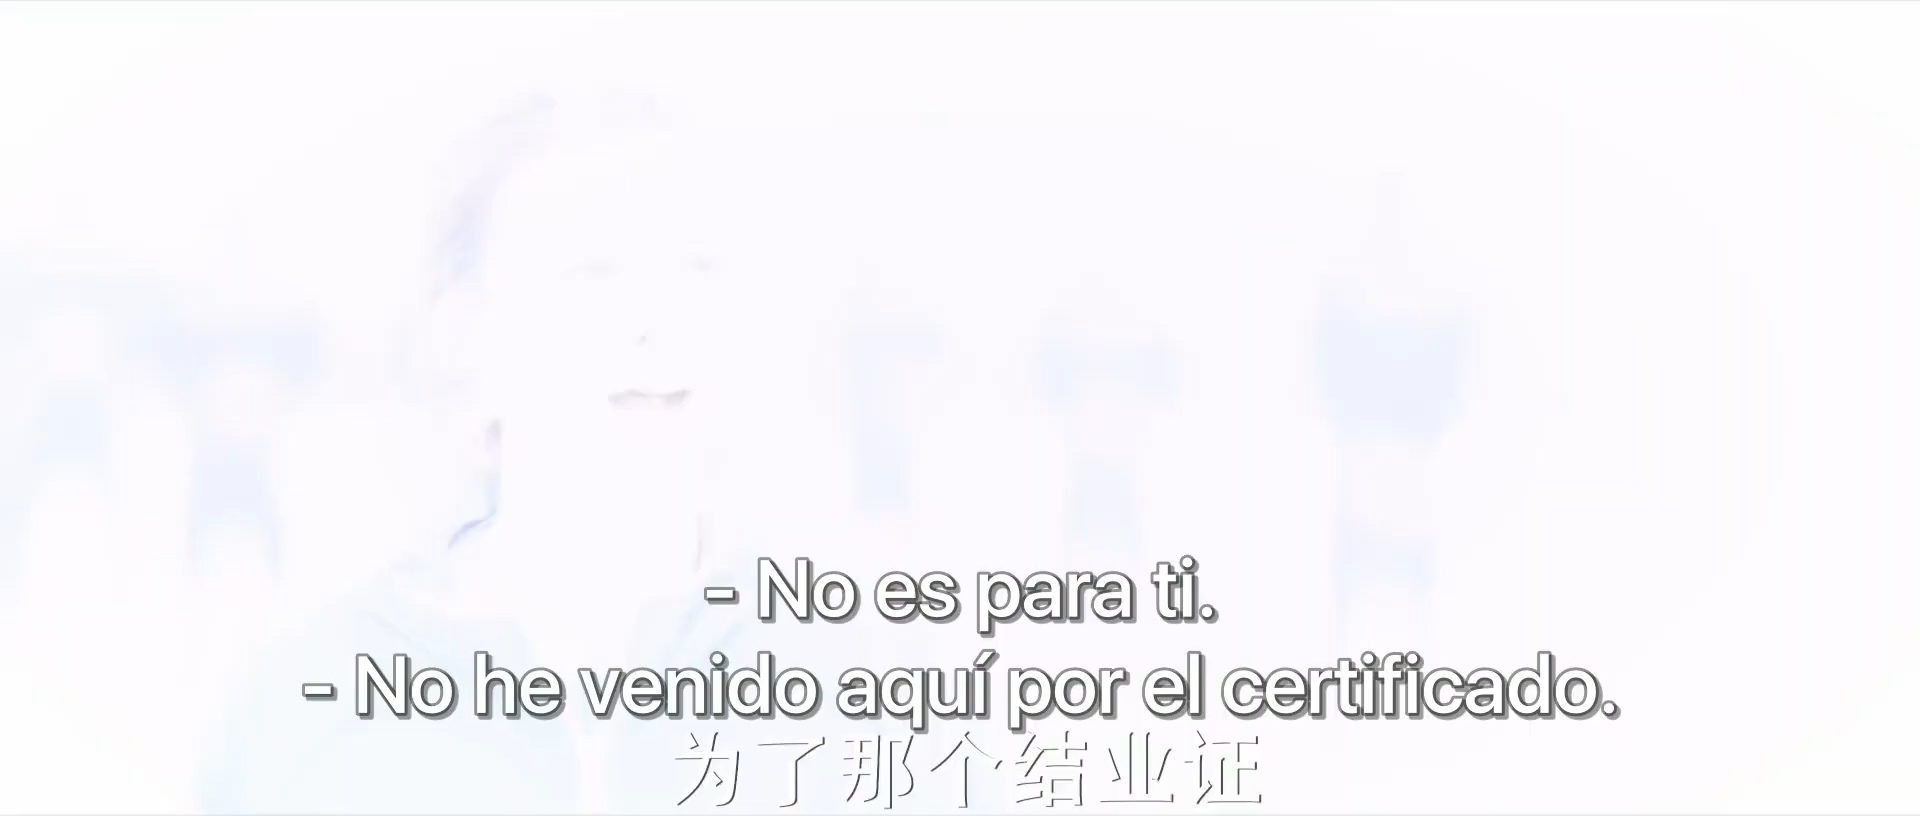 - No es para ti.
- No he venido aquí por el certificado.
为了那个结业证